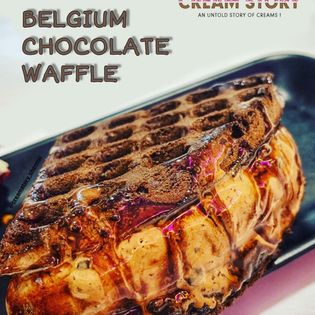 BELGIUM
CHOCOLATE
WAFFLE
CREAM STORY
AN UNTOLD STORY OF CREAMS !